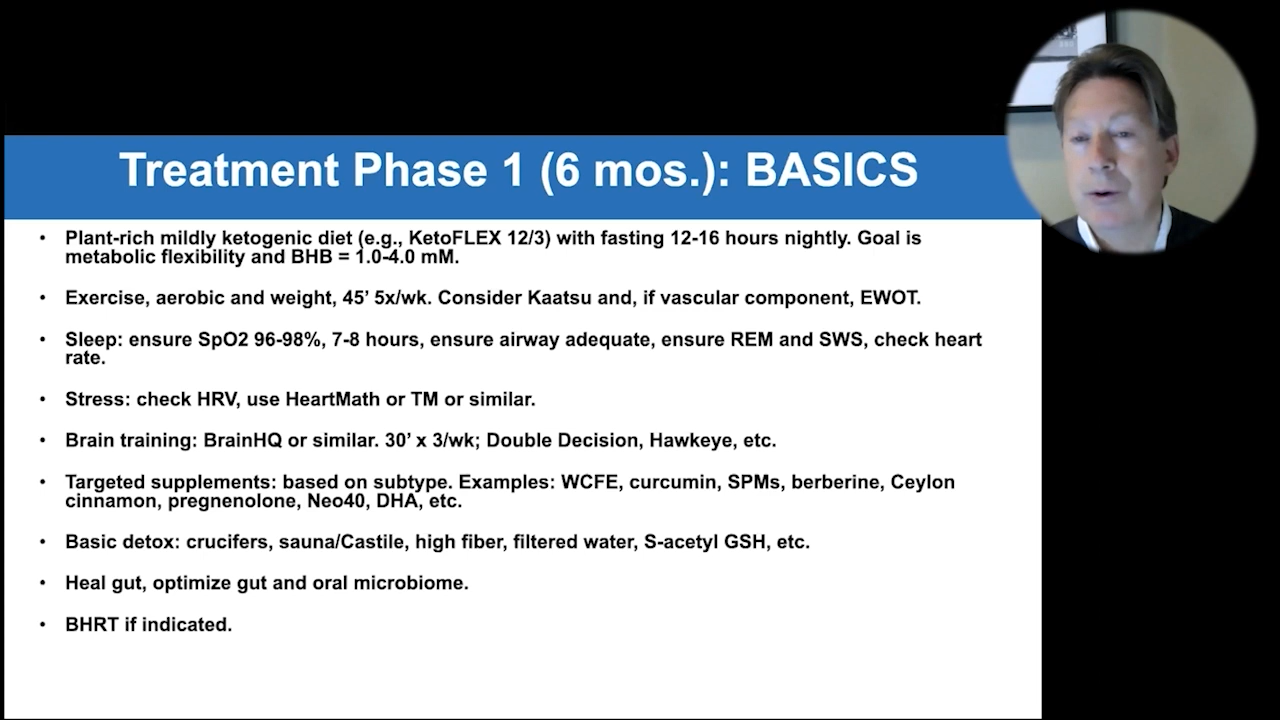 Treatment Phase 1 (6 mos.): BASICS
• Plant-rich mildly ketogenic diet (e.g., KetoFLEX 12/3) with fasting 12-16 hours nightly. Goal is
metabolic flexibility and BHB = 1.0-4.0 mM.
• Exercise, aerobic and weight, 45’ 5x/wk. Consider Kaatsu and, if vascular component, EWOT.
• Sleep: ensure SpO2 96-98%, 7-8 hours, ensure airway adequate, ensure REM and SWS, check heart
rate.
• Stress: check HRV, use HeartMath or TM or similar.
• Brain training: BrainHQ or similar. 30’ x 3/wk; Double Decision, Hawkeye, etc.
• Targeted supplements: based on subtype. Examples: WCFE, curcumin, SPMs, berberine, Ceylon
cinnamon, pregnenolone, Neo40, DHA, etc.
• Basic detox: crucifers, sauna/Castile, high fiber, filtered water, S-acetyl GSH, etc.
• Heal gut, optimize gut and oral microbiome.
• BHRT if indicated.